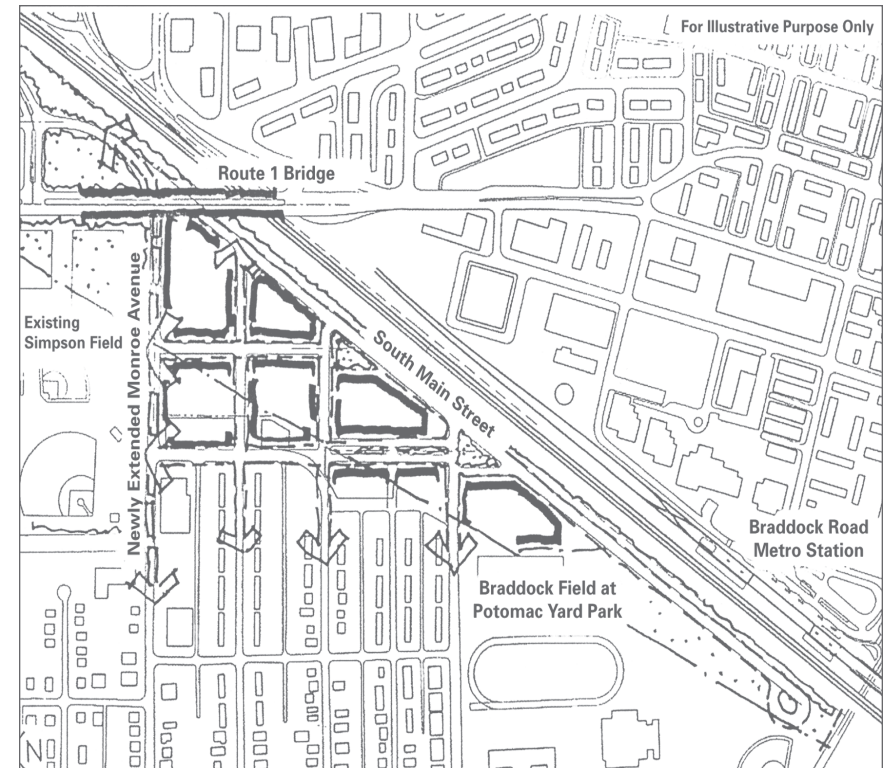 For Illustrative Purpose Only
Route 1 Bridge
Newly Extended Monroe Avenue
Existing
Simpson Field
South Main Street
Braddock Road
Metro Station
Braddock Field at
Potomac Yard Park
N